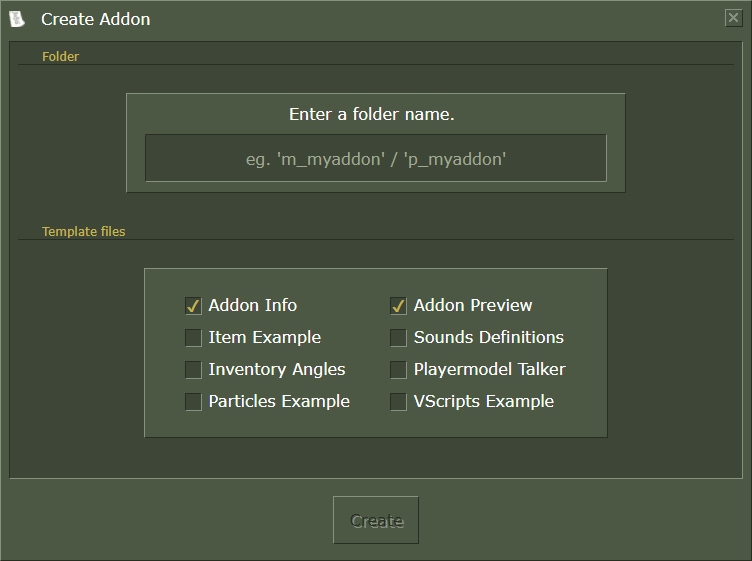 Create Addon
Folder
Enter a folder name.
eg. 'm_myaddon' / 'p_myaddon'
Template files
Addon Info
Addon Preview
Item Example
Sounds Definitions
Inventory Angles
Playermodel Talker
Particles Example
VScripts Example
Create